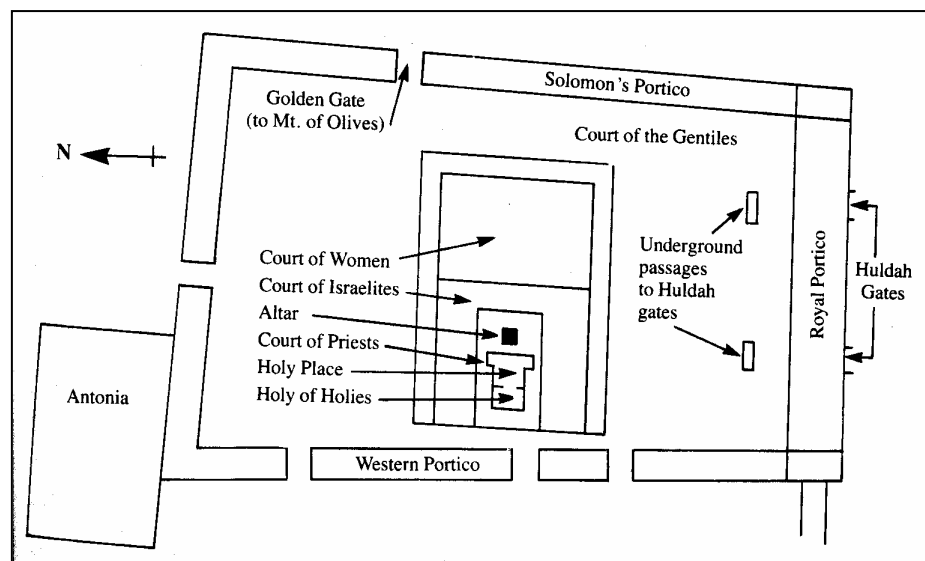 Solomon's Portico
Golden Gate
(to Mt. of Olives)
Court of the Gentiles
N
Court of Women
Court of Israelites
Altar
Court of Priests
Holy Place
Holy of Holies
Underground
passages
to Huldah
gates
Royal Portico
Huldah
Gates
Antonia
Western Portico